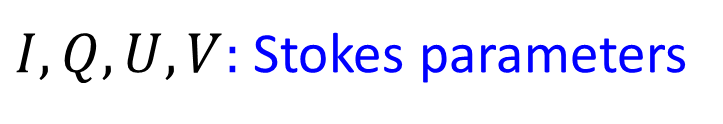 I, Q, U, V: Stokes parameters